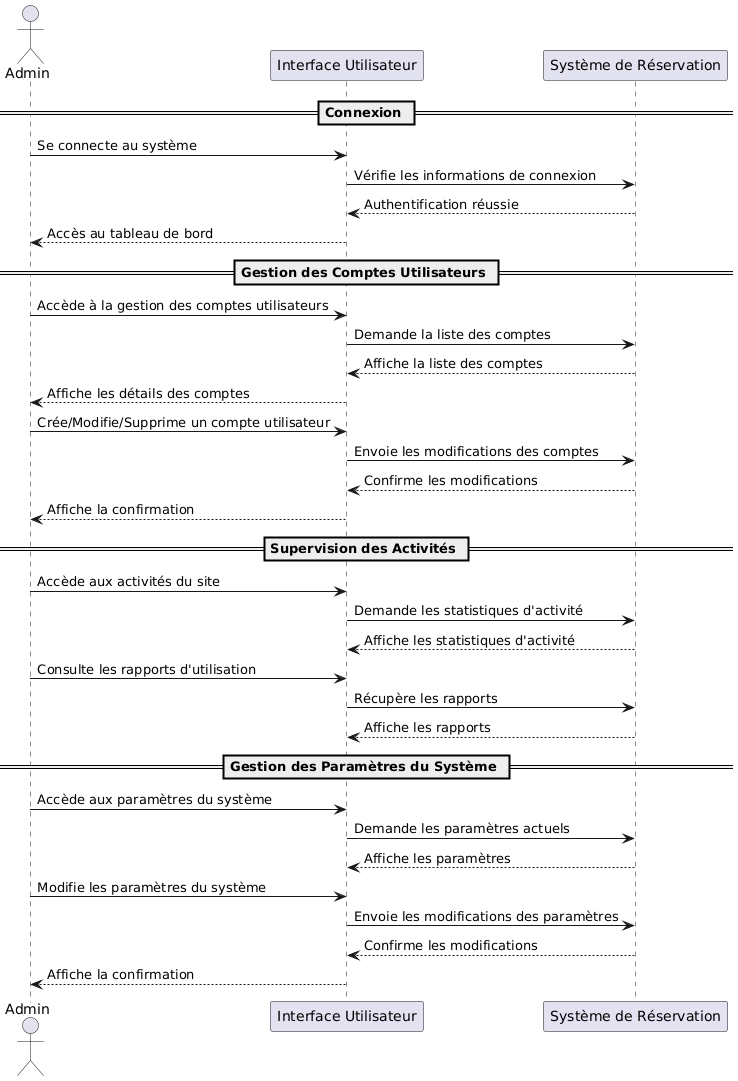 Admin
Interface Utilisateur
Système de Réservation
Connexion
Se connecte au système
Vérifie les informations de connexion
Authentification réussie
Accès au tableau de bord
Gestion des Comptes Utilisateurs
Accède à la gestion des comptes utilisateurs
Demande la liste des comptes
Affiche la liste des comptes
Affiche les détails des comptes
Crée/Modifie/Supprime un compte utilisateur
Envoie les modifications des comptes
Confirme les modifications
Affiche la confirmation
Supervision des Activités
Accède aux activités du site
Demande les statistiques d'activité
Affiche les statistiques d'activité
Consulte les rapports d'utilisation
Récupère les rapports
Affiche les rapports
Gestion des Paramètres du Système
Accède aux paramètres du système
Demande les paramètres actuels
Affiche les paramètres
Modifie les paramètres du système
Envoie les modifications des paramètres
Confirme les modifications
Affiche la confirmation
Admin
Interface Utilisateur
Système de Réservation